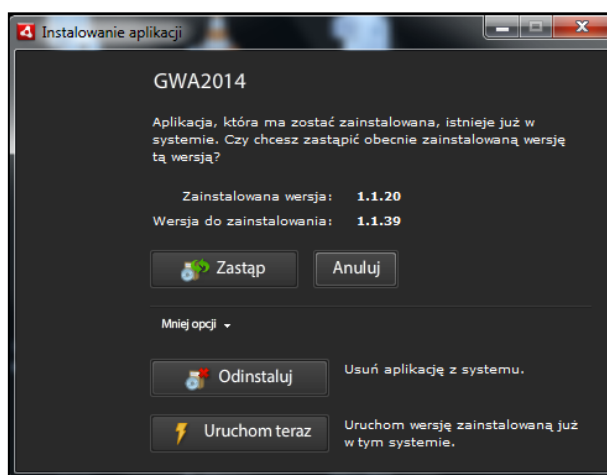 Instalowanie aplikacji
GWA2014
Aplikacja, która ma zostać zainstalowana, istnieje już w
systemie. Czy chcesz zastąpić obecnie zainstalowaną wersję
tą wersją?
Zainstalowana wersja: 1.1.20
Wersja do zainstalowania: 1.1.39
Zastąp Anuluj
Mniej opcji
Odinstaluj Usuń aplikację z systemu.
Uruchom teraz Uruchom wersję zainstalowaną już
w tym systemie.